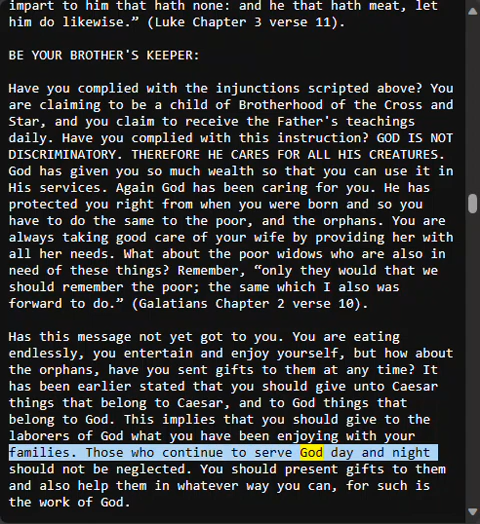 impart to him that hath none: and he that hath meat, let
him do likewise.” (Luke Chapter 3 verse 11).
BE YOUR BROTHER'S KEEPER:
Have you complied with the injunctions scripted above? You
are claiming to be a child of Brotherhood of the Cross and
Star, and you claim to receive the Father's teachings
daily. Have you complied with this instruction? GOD IS NOT
DISCRIMINATORY. THEREFORE HE CARES FOR ALL HIS CREATURES.
God has given you so much wealth so that you can use it in
His services. Again God has been caring for you. He has
protected you right from when you were born and so you
have to do the same to the poor, and the orphans. You are
always taking good care of your wife by providing her with
all her needs. What about the poor widows who are also in
need of these things? Remember, “only they would that we
should remember the poor; the same which I also was
forward to do.” (Galatians Chapter 2 verse 10).
Has this message not yet got to you. You are eating
endlessly, you entertain and enjoy yourself, but how about
the orphans, have you sent gifts to them at any time? It
has been earlier stated that you should give unto Caesar
things that belong to Caesar, and to God things that
belong to God. This implies that you should give to the
laborers of God what you have been enjoying with your
families. Those who continue to serve God day and night
should not be neglected. You should present gifts to them
and also help them in whatever way you can, for such is
the work of God.